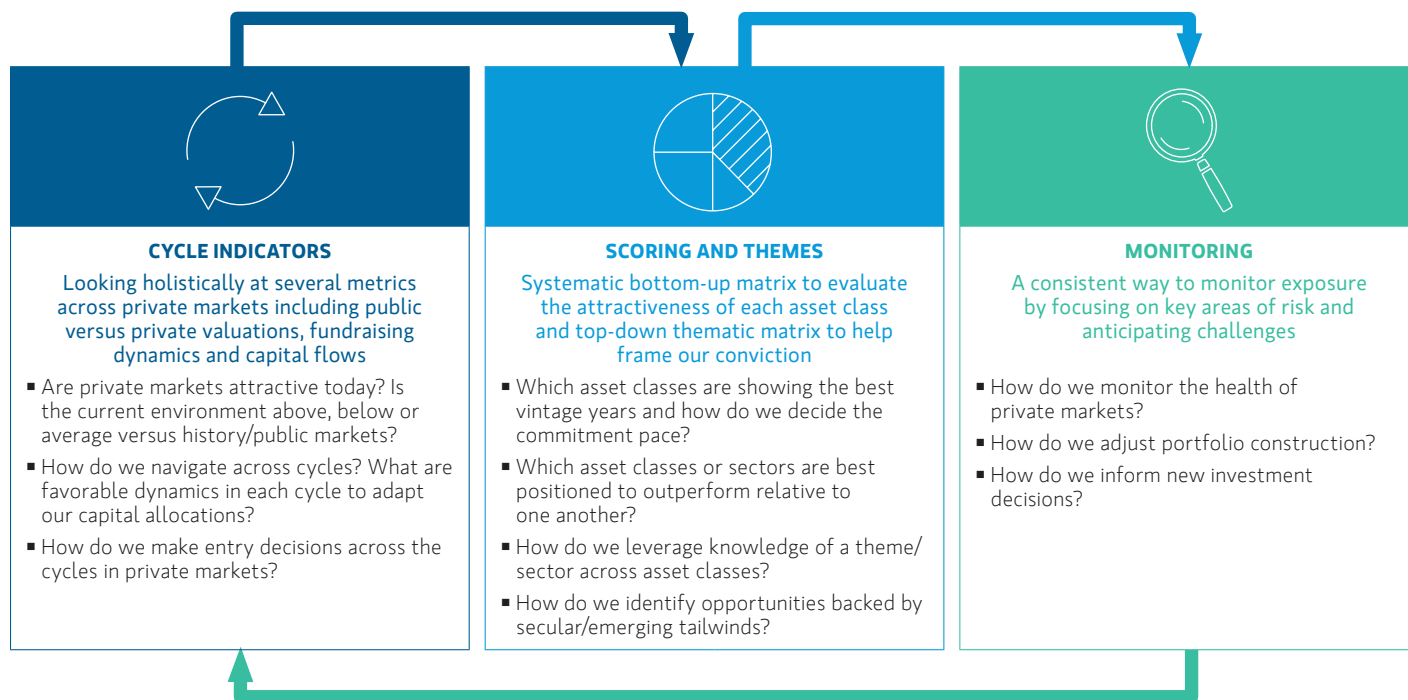 CYCLE INDICATORS
Looking holistically at several metrics
across private markets including public
versus private valuations, fundraising
dynamics and capital flows
▪ Are private markets attractive today? Is
the current environment above, below or
average versus history/public markets?
▪ How do we navigate across cycles? What are
favorable dynamics in each cycle to adapt
our capital allocations?
▪ How do we make entry decisions across the
cycles in private markets?
SCORING AND THEMES
Systematic bottom-up matrix to evaluate
the attractiveness of each asset class
and top-down thematic matrix to help
frame our conviction
▪ Which asset classes are showing the best
vintage years and how do we decide the
commitment pace?
▪ Which asset classes or sectors are best
positioned to outperform relative to
one another?
▪ How do we leverage knowledge of a theme/
sector across asset classes?
▪ How do we identify opportunities backed by
secular/emerging tailwinds?
MONITORING
A consistent way to monitor exposure
by focusing on key areas of risk and
anticipating challenges
▪ How do we monitor the health of
private markets?
▪ How do we adjust portfolio construction?
▪ How do we inform new investment
decisions?